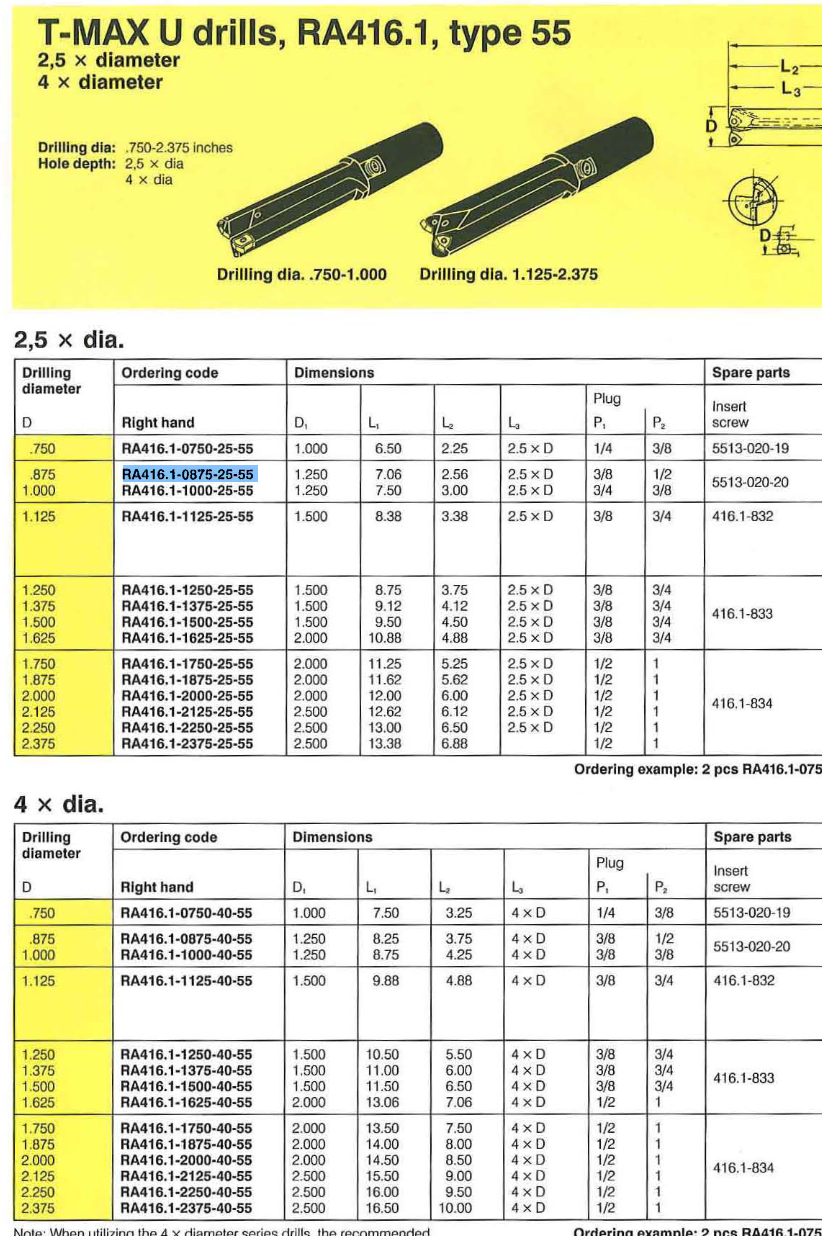 T-MAX U drills, RA416.1, type 55
2,5 × diameter
4 × diameter
Drilling dia: .750-2.375 inches
Hole depth: 2,5 × dia
4 × dia
L2
L3
D
D
Drilling dia. .750-1.000 Drilling dia. 1.125-2.375
2,5 × dia.
Drilling diameter Ordering code Dimensions Spare parts
Plug
D Right hand D₁ L₁ L₂ L₃ P₁ P₂ Insert screw
.750 RA416.1-0750-25-55 1.000 6.50 2.25 2.5 × D 1/4 3/8 5513-020-19
.875 RA416.1-0875-25-55 1.250 7.06 2.56 2.5 × D 3/8 1/2 5513-020-20
1.000 RA416.1-1000-25-55 1.250 7.50 3.00 2.5 × D 3/4 3/8
1.125 RA416.1-1125-25-55 1.500 8.38 3.38 2.5 × D 3/8 3/4 416.1-832
1.250 RA416.1-1250-25-55 1.500 8.75 3.75 2.5 × D 3/8 3/4 416.1-833
1.375 RA416.1-1375-25-55 1.500 9.12 4.12 2.5 × D 3/8 3/4
1.500 RA416.1-1500-25-55 1.500 9.50 4.50 2.5 × D 3/8 3/4
1.625 RA416.1-1625-25-55 2.000 10.88 4.88 2.5 × D 3/8 3/4
1.750 RA416.1-1750-25-55 2.000 11.25 5.25 2.5 × D 1/2 1 416.1-834
1.875 RA416.1-1875-25-55 2.000 11.62 5.62 2.5 × D 1/2 1
2.000 RA416.1-2000-25-55 2.000 12.00 6.00 2.5 × D 1/2 1
2.125 RA416.1-2125-25-55 2.500 12.62 6.12 2.5 × D 1/2 1
2.250 RA416.1-2250-25-55 2.500 13.00 6.50 2.5 × D 1/2 1
2.375 RA416.1-2375-25-55 2.500 13.38 6.88 1/2 1
Ordering example: 2 pcs RA416.1-075
4 × dia.
Drilling diameter Ordering code Dimensions Spare parts
Plug
D Right hand D₁ L₁ L₂ L₃ P₁ P₂ Insert screw
.750 RA416.1-0750-40-55 1.000 7.50 3.25 4 × D 1/4 3/8 5513-020-19
.875 RA416.1-0875-40-55 1.250 8.25 3.75 4 × D 3/8 1/2 5513-020-20
1.000 RA416.1-1000-40-55 1.250 8.75 4.25 4 × D 3/8 3/8
1.125 RA416.1-1125-40-55 1.500 9.88 4.88 4 × D 3/8 3/4 416.1-832
1.250 RA416.1-1250-40-55 1.500 10.50 5.50 4 × D 3/8 3/4 416.1-833
1.375 RA416.1-1375-40-55 1.500 11.00 6.00 4 × D 3/8 3/4
1.500 RA416.1-1500-40-55 1.500 11.50 6.50 4 × D 3/8 3/4
1.625 RA416.1-1625-40-55 2.000 13.06 7.06 4 × D 1/2 1
1.750 RA416.1-1750-40-55 2.000 13.50 7.50 4 × D 1/2 1 416.1-834
1.875 RA416.1-1875-40-55 2.000 14.00 8.00 4 × D 1/2 1
2.000 RA416.1-2000-40-55 2.000 14.50 8.50 4 × D 1/2 1
2.125 RA416.1-2125-40-55 2.500 15.50 9.00 4 × D 1/2 1
2.250 RA416.1-2250-40-55 2.500 16.00 9.50 4 × D 1/2 1
2.375 RA416.1-2375-40-55 2.500 16.50 10.00 4 × D 1/2 1
Note: When utilizing the 4 × diameter series drills, the recommended Ordering example: 2 pcs RA416.1-075